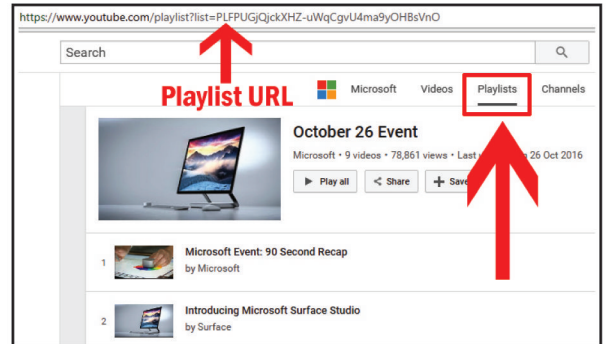 https://www.youtube.com/playlist?list=PLFPUGjQjckXHZ-uWqCgvU4ma9yOHBsVnO
Search
Playlist URL
Microsoft Videos Playlists Channels
October 26 Event
Microsoft • 9 videos • 78,861 views • Last 26 Oct 2016
Play all Share Save
1 Microsoft Event: 90 Second Recap
by Microsoft
2 Introducing Microsoft Surface Studio
by Surface